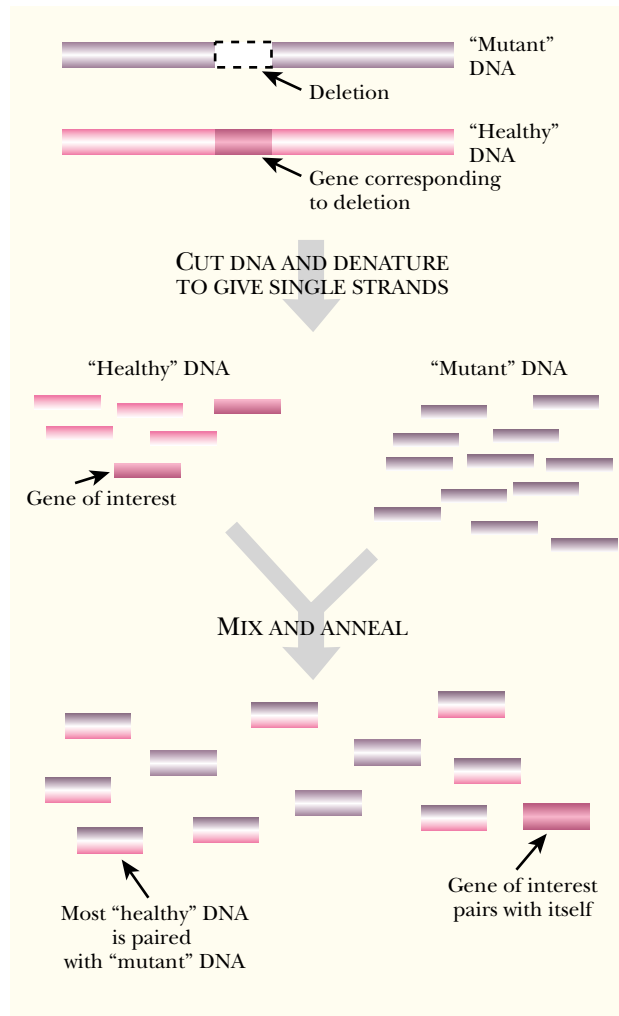 “Mutant”
DNA
Deletion
“Healthy”
DNA
Gene corresponding
to deletion
CUT DNA AND DENATURE
TO GIVE SINGLE STRANDS
“Healthy” DNA
“Mutant” DNA
Gene of interest
MIX AND ANNEAL
Most “healthy” DNA
is paired
with “mutant” DNA
Gene of interest
pairs with itself